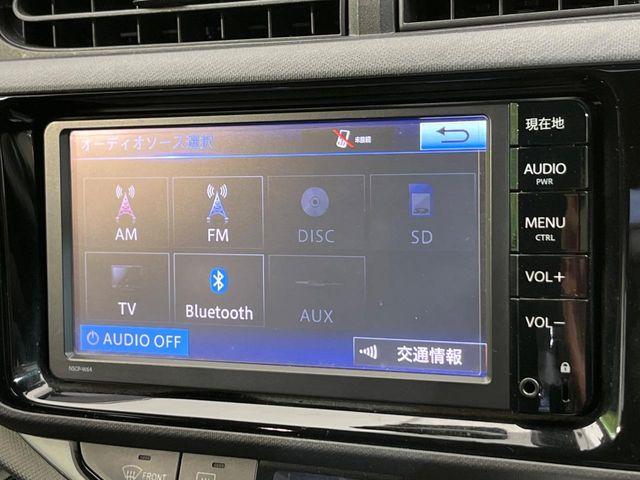 オーディオソース選択
未接続
AM
FM
DISC
SD
TV
Bluetooth
AUX
AUDIO OFF
交通情報
NSCP-W64
現在地
AUDIO
PWR
MENU
CTRL
VOL+
VOL−
FRONT